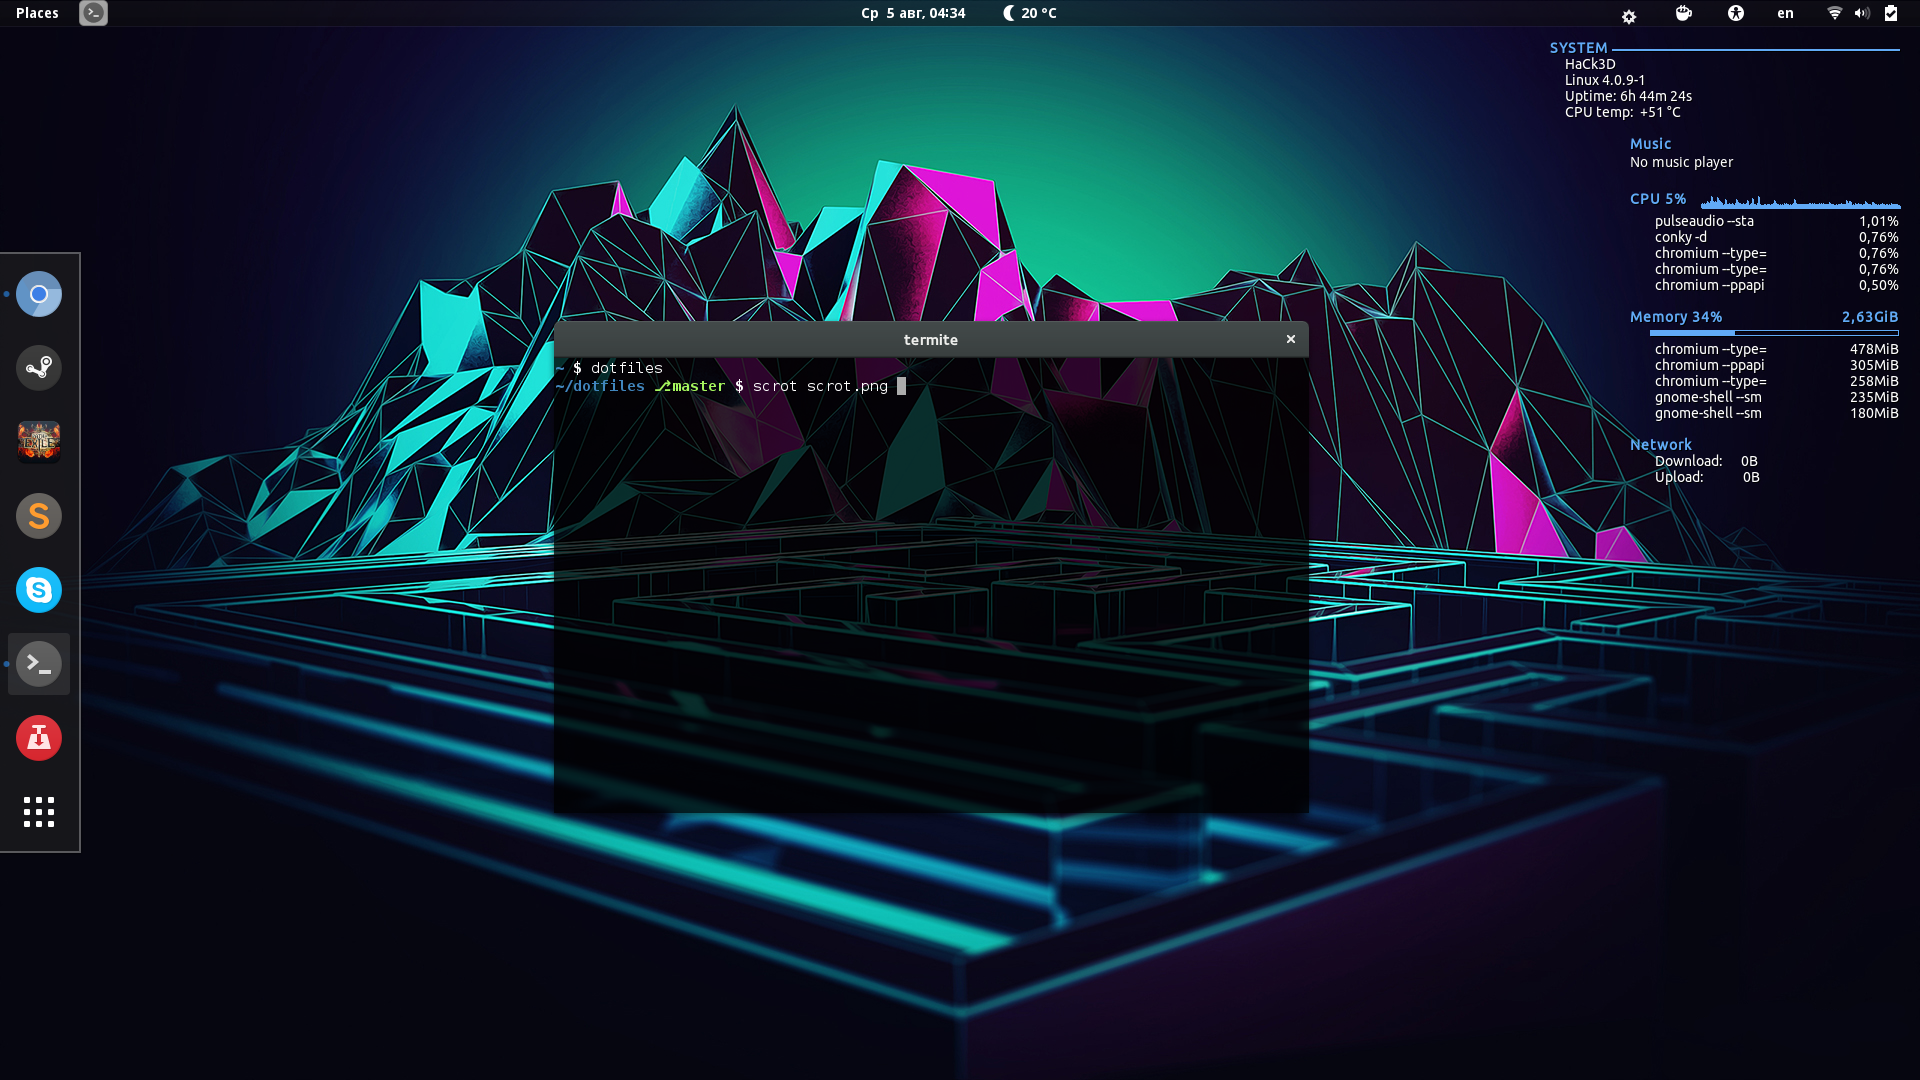 Places
Ср 5 авг, 04:34
20 °C
en
SYSTEM
HaCk3D
Linux 4.0.9-1
Uptime: 6h 44m 24s
CPU temp: +51 °C
Music
No music player
CPU 5%
pulseaudio --sta 1,01%
conky -d 0,76%
chromium --type= 0,76%
chromium --type= 0,76%
chromium --ppapi 0,50%
Memory 34% 2,63GiB
chromium --type= 478MiB
chromium --ppapi 305MiB
chromium --type= 258MiB
gnome-shell --sm 235MiB
gnome-shell --sm 180MiB
Network
Download: 0B
Upload: 0B
termite
~ $ dotfiles
~/dotfiles ⎇master $ scrot scrot.png
EXILE
S
S